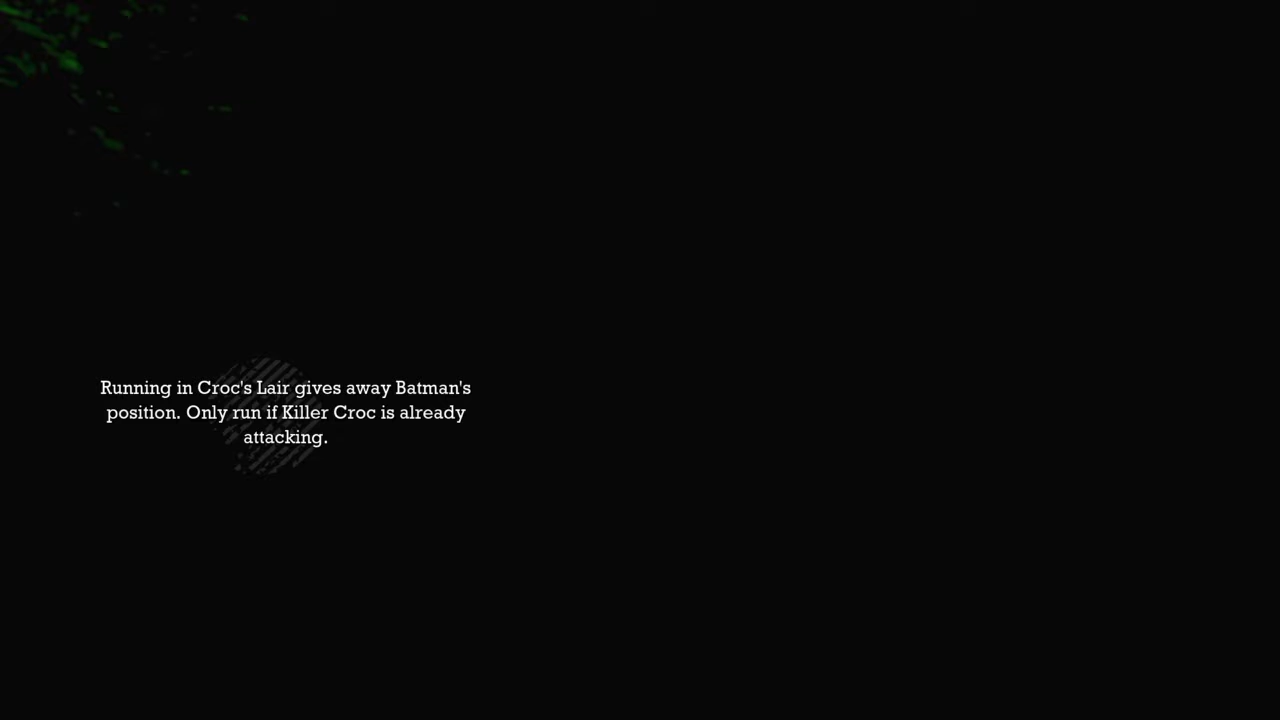 Running in Croc's Lair gives away Batman's
position. Only run if Killer Croc is already
attacking.